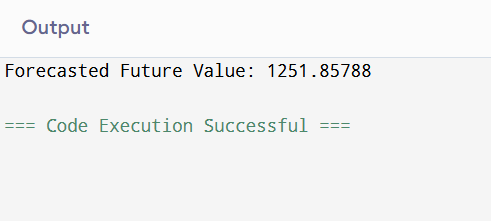 Output
Forecasted Future Value: 1251.85788
=== Code Execution Successful ===